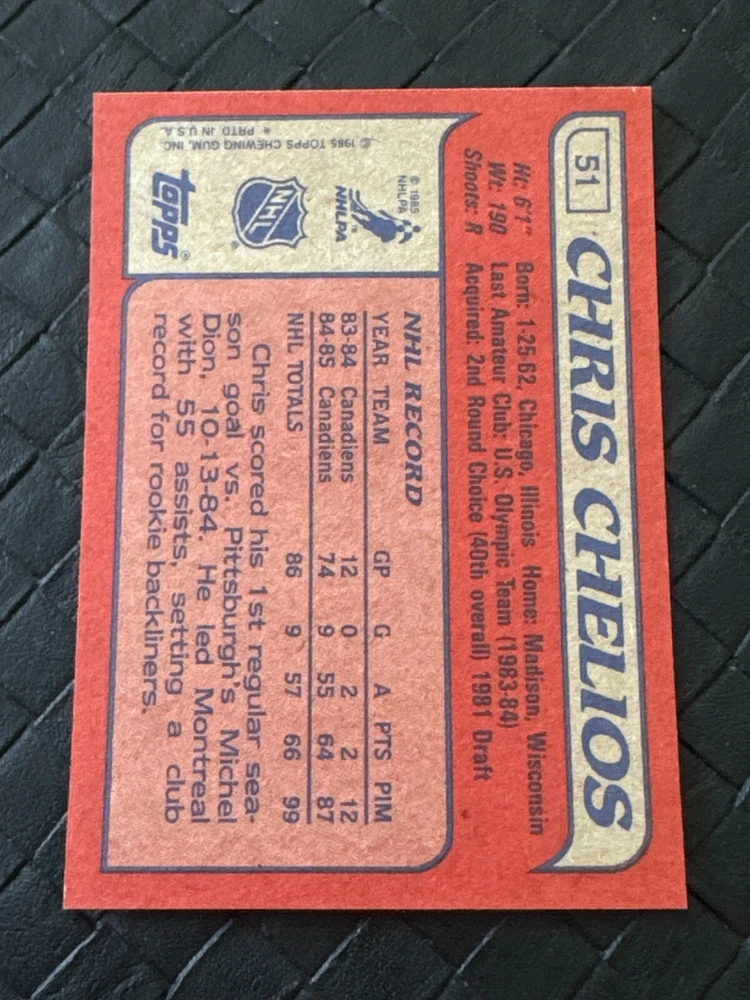 51
CHRIS CHELIOS
Ht: 6'1" Born: 1-25-62, Chicago, Illinois Home: Madison, Wisconsin
Wt: 190 Last Amateur Club: U.S. Olympic Team (1983-84)
Shoots: R Acquired: 2nd Round Choice (40th overall) 1981 Draft
NHL RECORD
YEAR TEAM GP G A PTS PIM
83-84 Canadiens 12 0 2 2 12
84-85 Canadiens 74 9 55 64 87
NHL TOTALS 86 9 57 66 99
Chris scored his 1st regular sea-
son goal vs. Pittsburgh's Michel
Dion, 10-13-84. He led Montreal
with 55 assists, setting a club
record for rookie backliners.
© 1985
NHLPA
NHLPA™
NHL®
topps®
© 1985 TOPPS CHEWING GUM, INC
* PRTD. IN U.S.A.